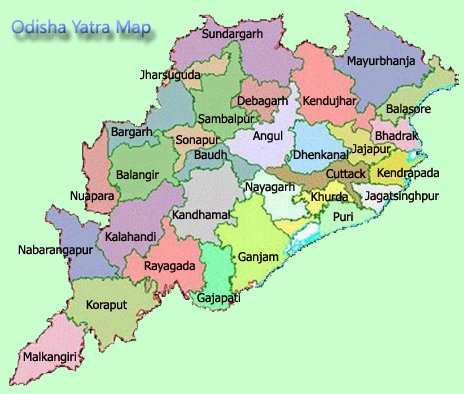 Odisha Yatra Map
Sundargarh
Mayurbhanja
Jharsuguda
Debagarh
Kendujhar
Balasore
Sambalpur
Bargarh
Sonapur
Angul
Bhadrak
Jajapur
Baudh
Dhenkanal
Balangir
Cuttack
Kendrapada
Nayagarh
Nuapara
Khurda
Jagatsinghpur
Kandhamal
Puri
Kalahandi
Nabarangapur
Ganjam
Rayagada
Gajapati
Koraput
Malkangiri